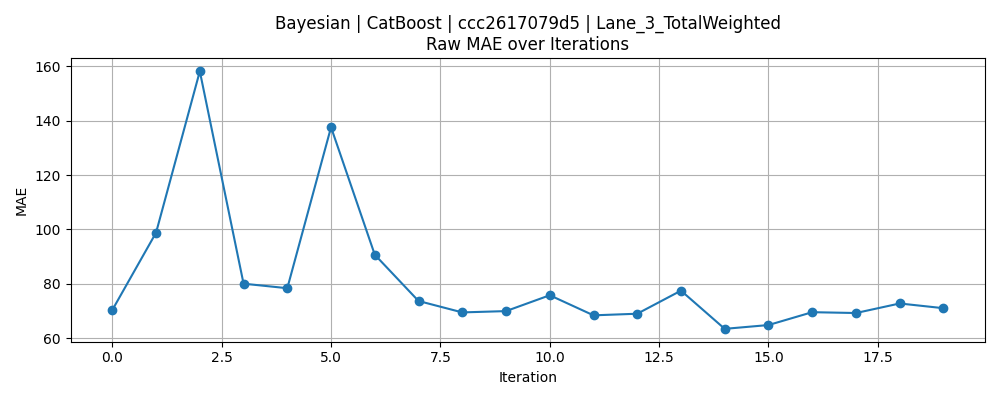 Bayesian | CatBoost | ccc2617079d5 | Lane_3_TotalWeighted
Raw MAE over Iterations
160
140
120
100
80
60
MAE
0.0 2.5 5.0 7.5 10.0 12.5 15.0 17.5
Iteration